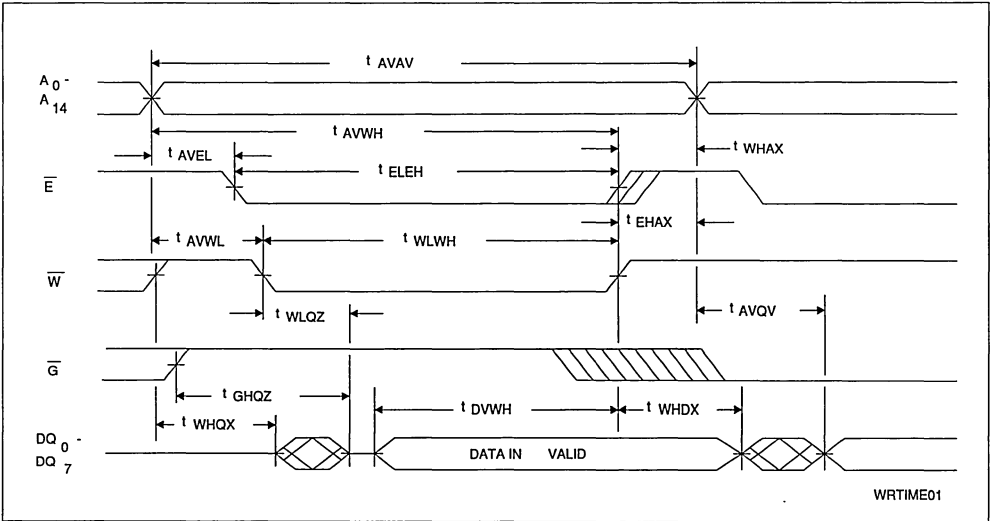 t AVAV
A 0 -
A 14
t AVWH
t WHAX
t AVEL
t ELEH
E
t EHAX
t AVWL
t WLWH
W
t WLQZ
t AVQV
G
t GHQZ
t DVWH
t WHDX
t WHQX
DQ 0 -
DQ 7
DATA IN VALID
WRTIME01